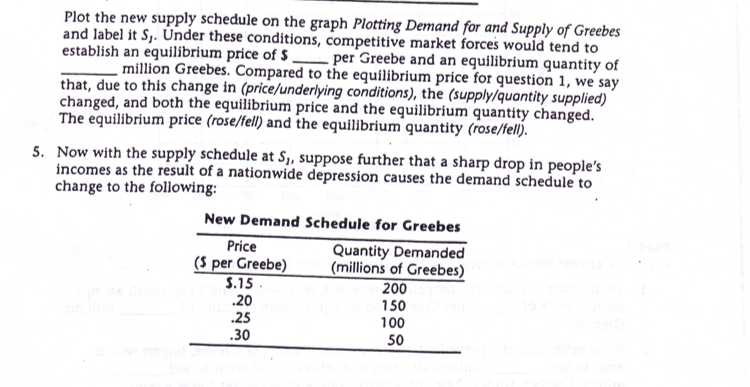 Plot the new supply schedule on the graph Plotting Demand for and Supply of Greebes
and label it S₁. Under these conditions, competitive market forces would tend to
establish an equilibrium price of $ ____ per Greebe and an equilibrium quantity of
______ million Greebes. Compared to the equilibrium price for question 1, we say
that, due to this change in (price/underlying conditions), the (supply/quantity supplied)
changed, and both the equilibrium price and the equilibrium quantity changed.
The equilibrium price (rose/fell) and the equilibrium quantity (rose/fell).
5. Now with the supply schedule at S₁, suppose further that a sharp drop in people's
incomes as the result of a nationwide depression causes the demand schedule to
change to the following:
New Demand Schedule for Greebes
Price Quantity Demanded
($ per Greebe) (millions of Greebes)
$.15 200
.20 150
.25 100
.30 50